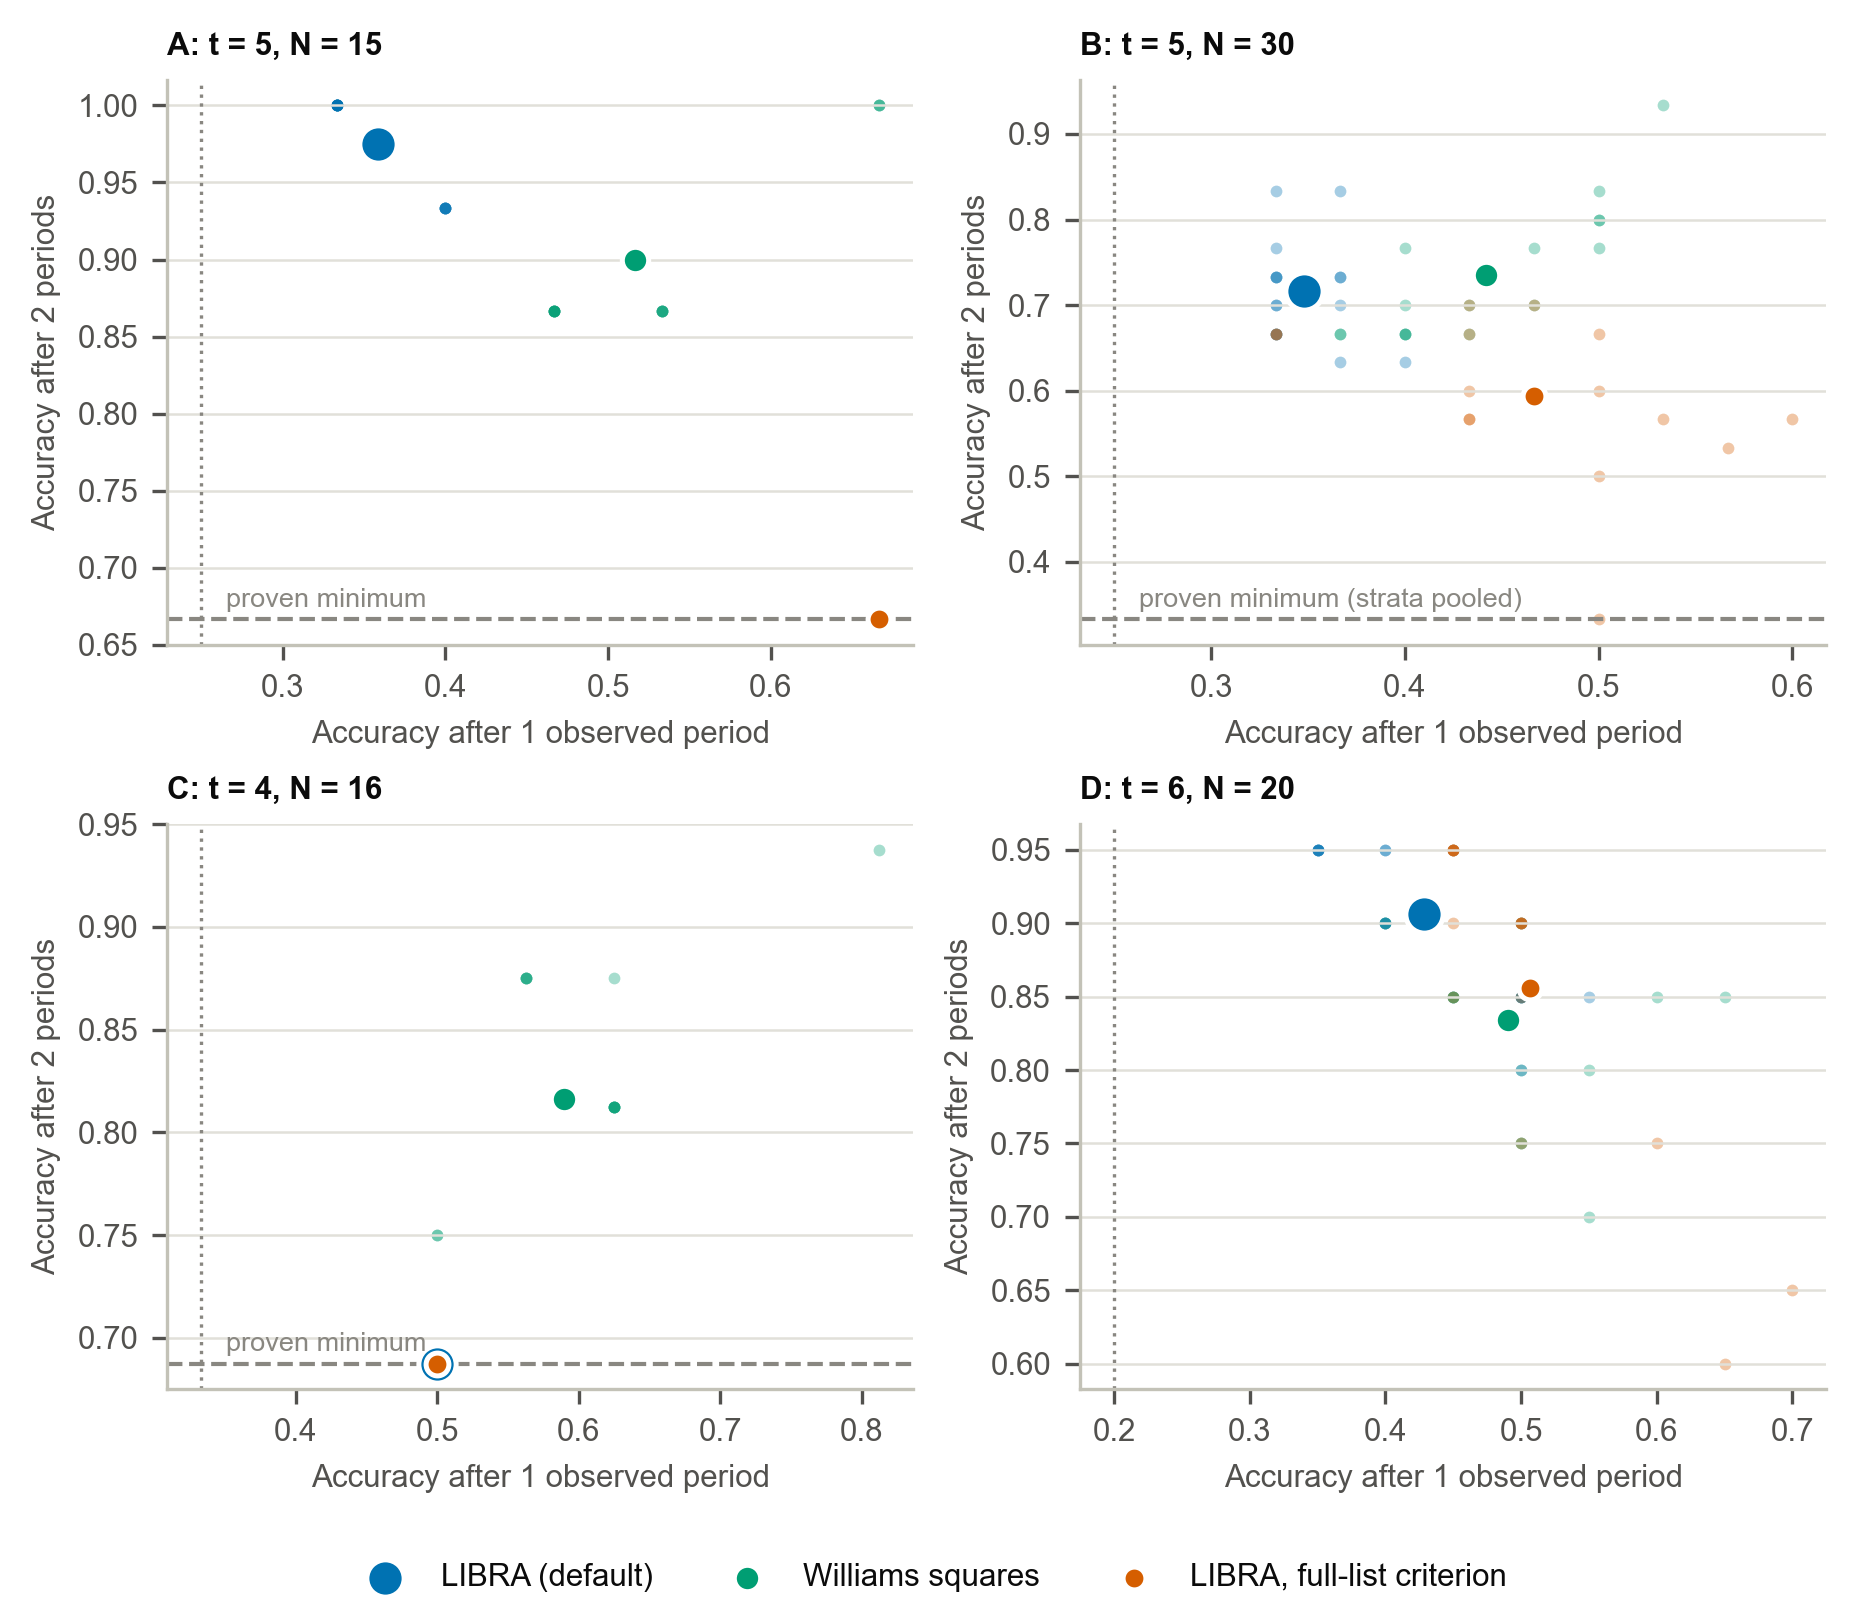 A: t = 5, N = 15
Accuracy after 2 periods
1.00
0.95
0.90
0.85
0.80
0.75
0.70
0.65
proven minimum
0.3 0.4 0.5 0.6
Accuracy after 1 observed period
B: t = 5, N = 30
Accuracy after 2 periods
0.9
0.8
0.7
0.6
0.5
0.4
proven minimum (strata pooled)
0.3 0.4 0.5 0.6
Accuracy after 1 observed period
C: t = 4, N = 16
Accuracy after 2 periods
0.95
0.90
0.85
0.80
0.75
0.70
proven minimum
0.4 0.5 0.6 0.7 0.8
Accuracy after 1 observed period
D: t = 6, N = 20
Accuracy after 2 periods
0.95
0.90
0.85
0.80
0.75
0.70
0.65
0.60
0.2 0.3 0.4 0.5 0.6 0.7
Accuracy after 1 observed period
LIBRA (default) Williams squares LIBRA, full-list criterion